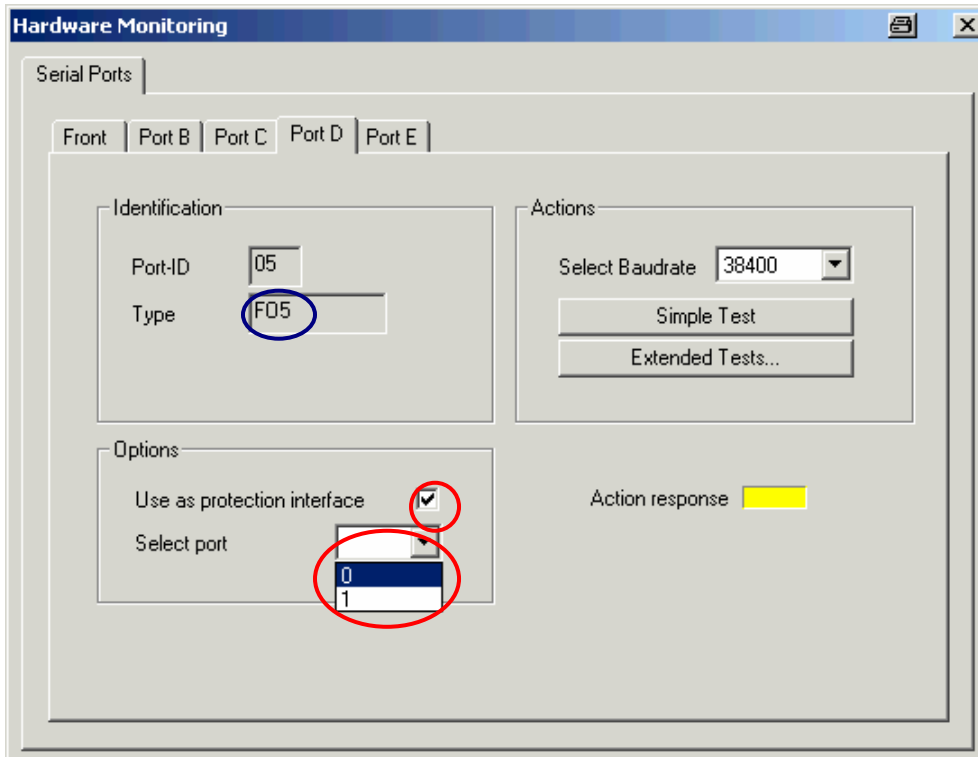 Hardware Monitoring
Serial Ports
Front Port B Port C Port D Port E
Identification
Port-ID 05
Type FO5
Actions
Select Baudrate 38400
Simple Test
Extended Tests...
Options
Use as protection interface
Select port
0
1
Action response